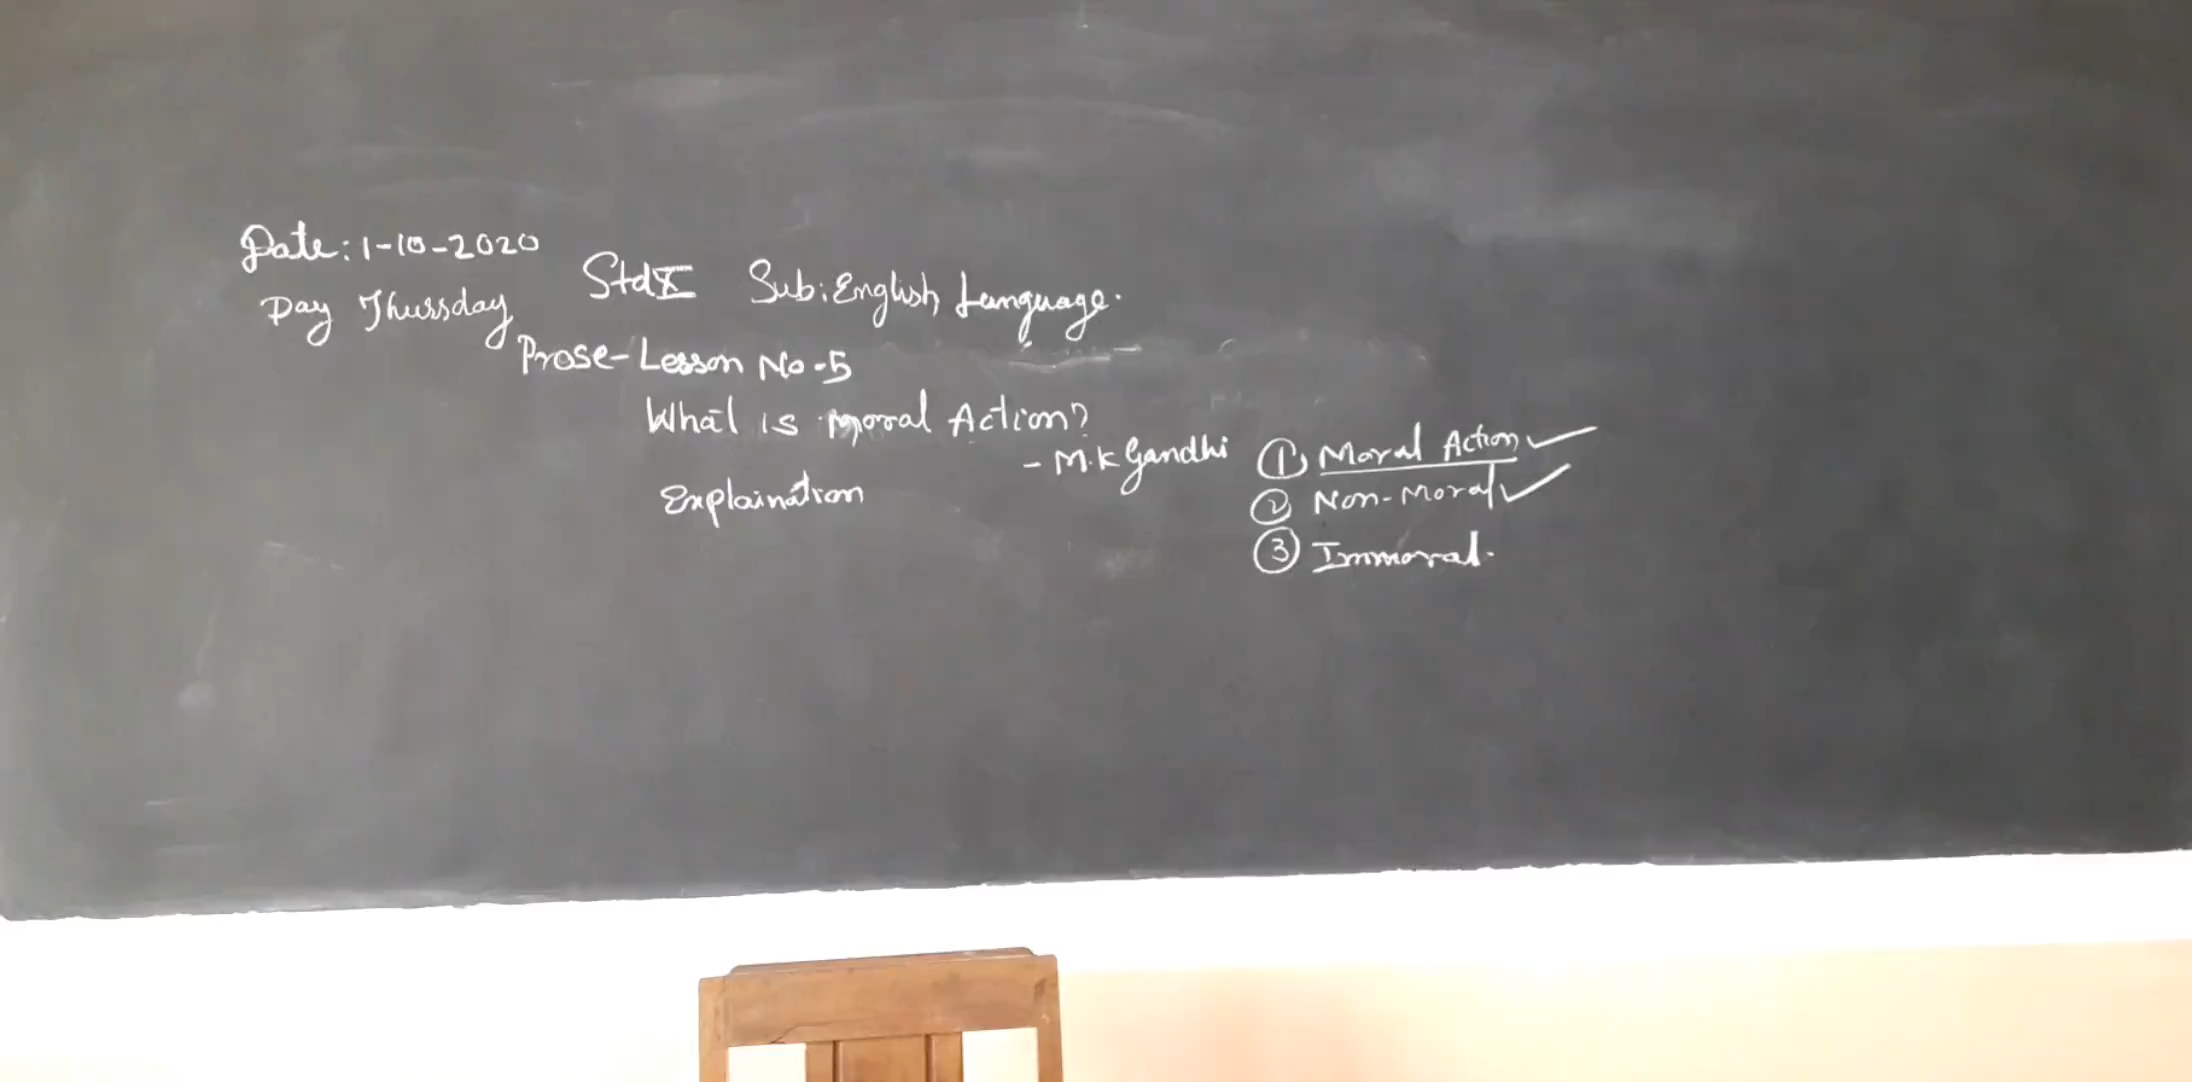 Date: 1-10-2020
Day Thursday
Std X Sub: English Language.
Prose-Lesson No-5
What is Moral Action?
- M.K Gandhi
Explaination
① Moral Action ✓
② Non-Moral ✓
③ Immoral.